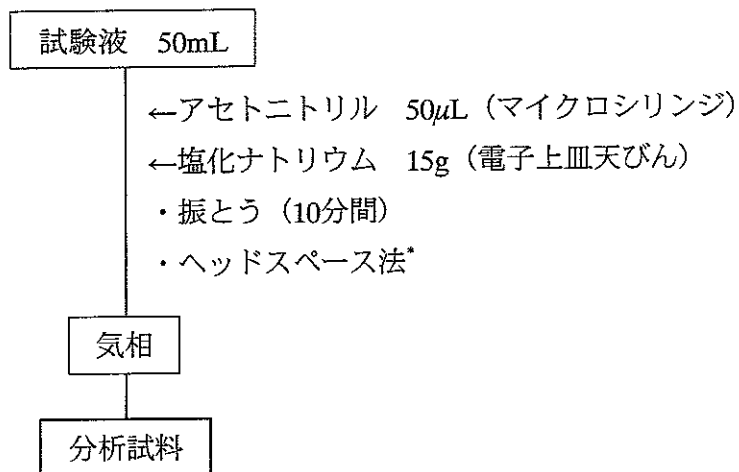 試験液 50mL
←アセトニトリル 50μL（マイクロシリンジ）
←塩化ナトリウム 15g（電子上皿天びん）
・振とう（10分間）
・ヘッドスペース法*
気相
分析試料